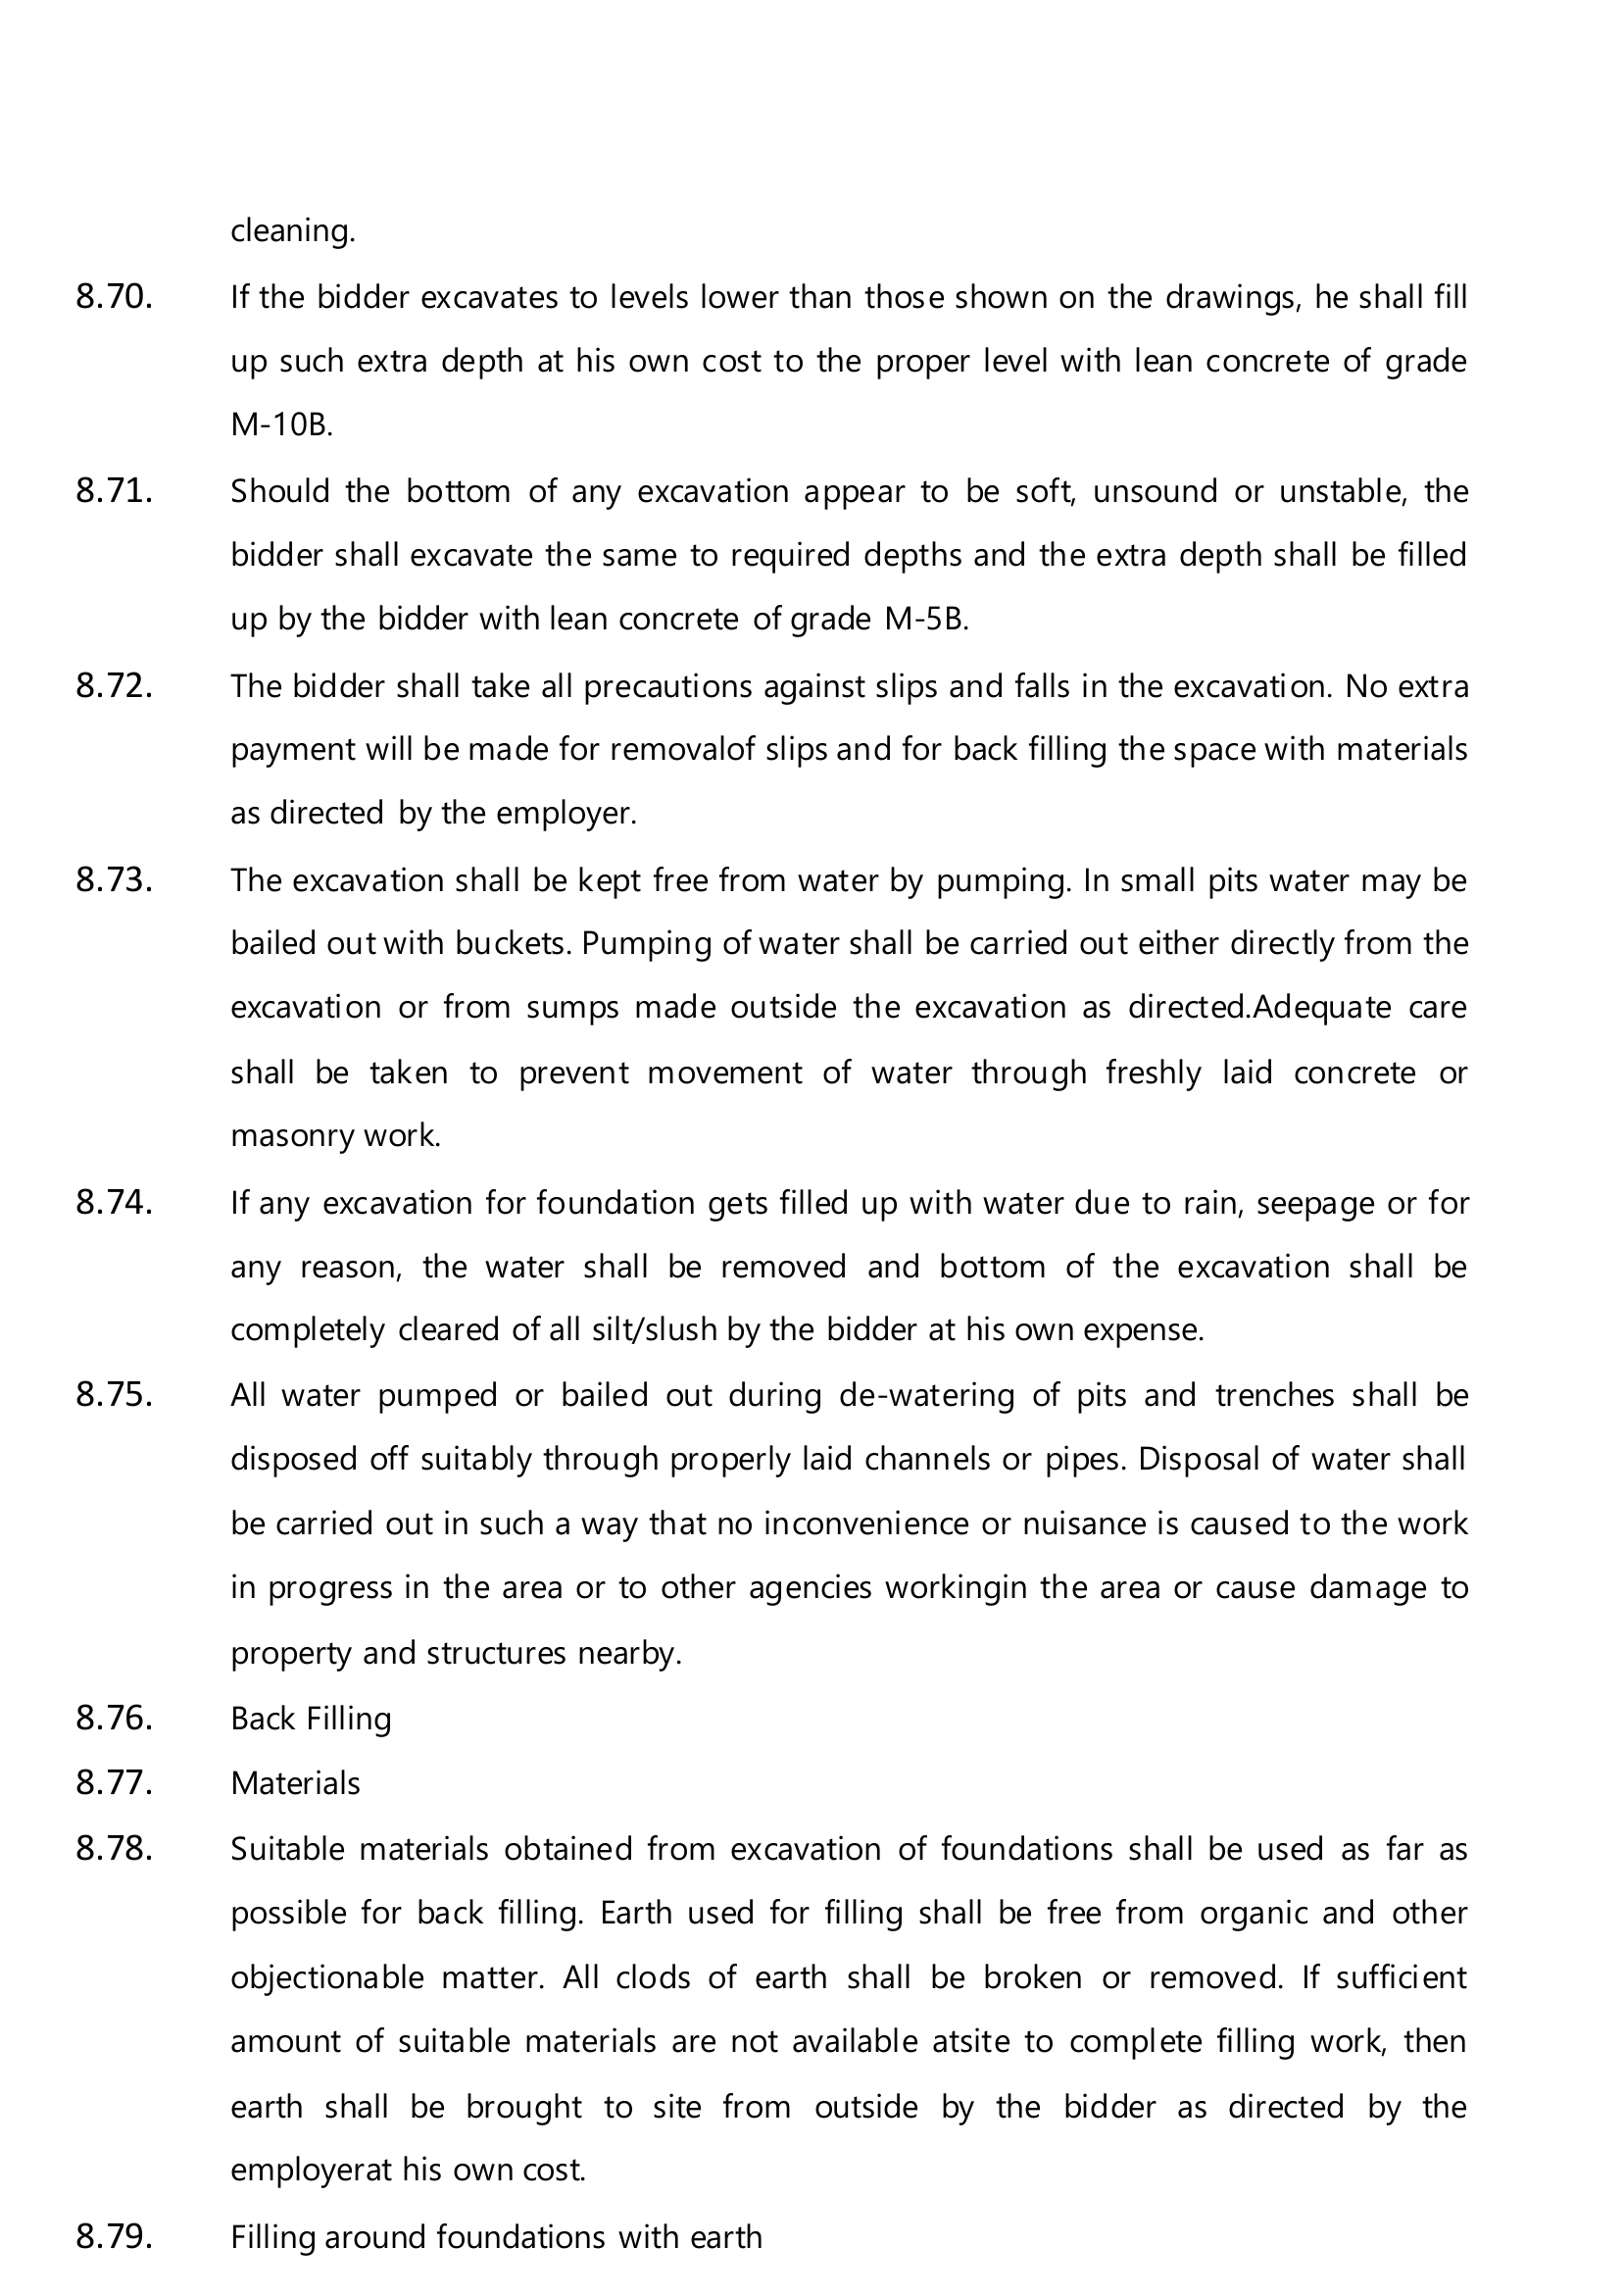 cleaning.
8.70. If the bidder excavates to levels lower than those shown on the drawings, he shall fill
up such extra depth at his own cost to the proper level with lean concrete of grade
M-10B.
8.71. Should the bottom of any excavation appear to be soft, unsound or unstable, the
bidder shall excavate the same to required depths and the extra depth shall be filled
up by the bidder with lean concrete of grade M-5B.
8.72. The bidder shall take all precautions against slips and falls in the excavation. No extra
payment will be made for removalof slips and for back filling the space with materials
as directed by the employer.
8.73. The excavation shall be kept free from water by pumping. In small pits water may be
bailed out with buckets. Pumping of water shall be carried out either directly from the
excavation or from sumps made outside the excavation as directed.Adequate care
shall be taken to prevent movement of water through freshly laid concrete or
masonry work.
8.74. If any excavation for foundation gets filled up with water due to rain, seepage or for
any reason, the water shall be removed and bottom of the excavation shall be
completely cleared of all silt/slush by the bidder at his own expense.
8.75. All water pumped or bailed out during de-watering of pits and trenches shall be
disposed off suitably through properly laid channels or pipes. Disposal of water shall
be carried out in such a way that no inconvenience or nuisance is caused to the work
in progress in the area or to other agencies workingin the area or cause damage to
property and structures nearby.
8.76. Back Filling
8.77. Materials
8.78. Suitable materials obtained from excavation of foundations shall be used as far as
possible for back filling. Earth used for filling shall be free from organic and other
objectionable matter. All clods of earth shall be broken or removed. If sufficient
amount of suitable materials are not available atsite to complete filling work, then
earth shall be brought to site from outside by the bidder as directed by the
employerat his own cost.
8.79. Filling around foundations with earth